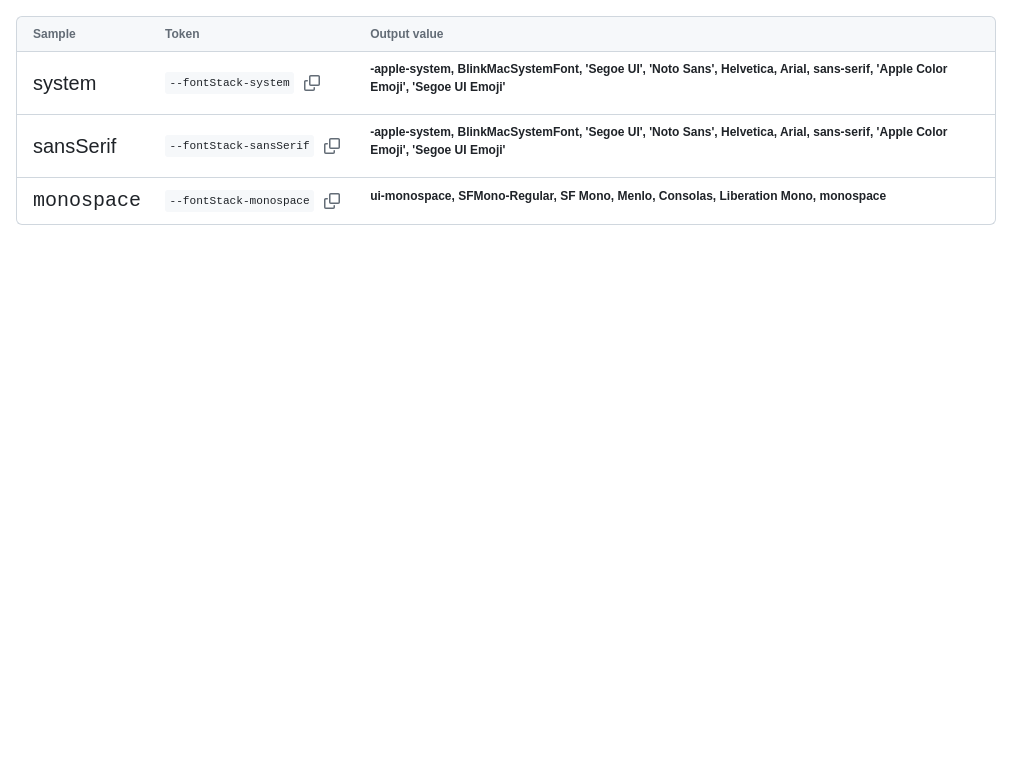 Sample Token Output value
system --fontStack-system -apple-system, BlinkMacSystemFont, 'Segoe UI', 'Noto Sans', Helvetica, Arial, sans-serif, 'Apple Color
Emoji', 'Segoe UI Emoji'
sansSerif --fontStack-sansSerif -apple-system, BlinkMacSystemFont, 'Segoe UI', 'Noto Sans', Helvetica, Arial, sans-serif, 'Apple Color
Emoji', 'Segoe UI Emoji'
monospace --fontStack-monospace ui-monospace, SFMono-Regular, SF Mono, Menlo, Consolas, Liberation Mono, monospace